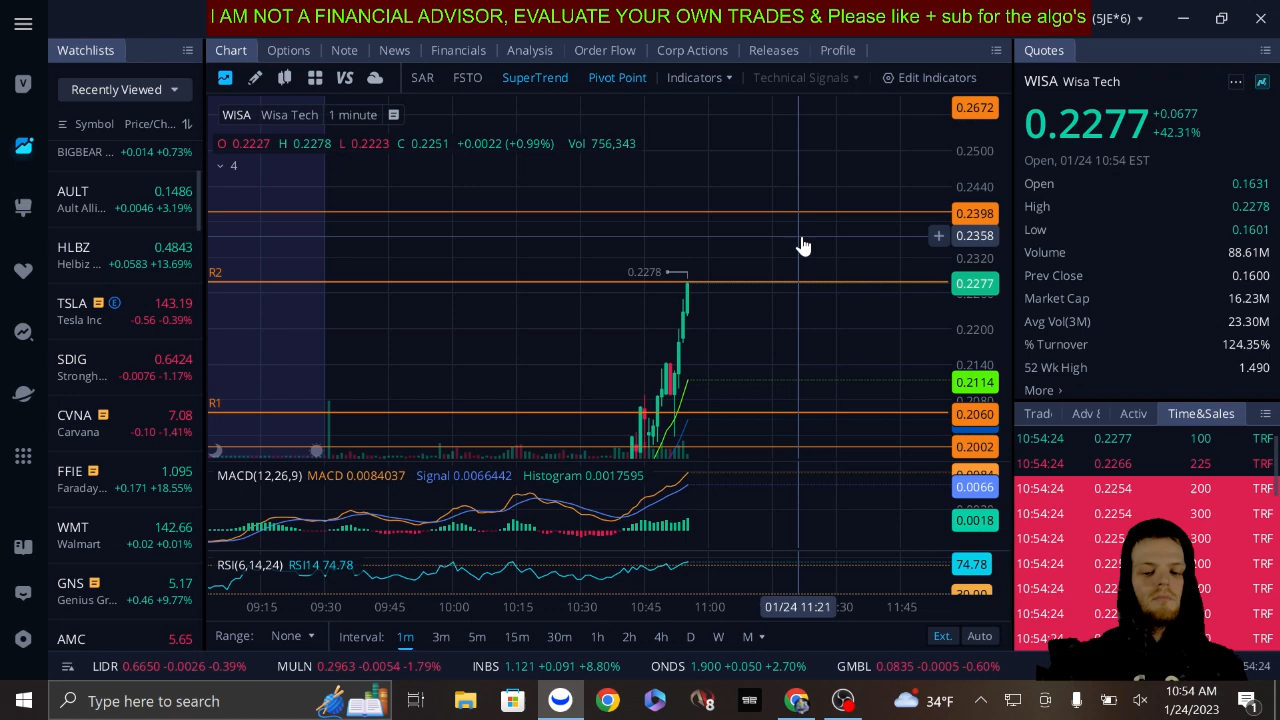 I AM NOT A FINANCIAL ADVISOR, EVALUATE YOUR OWN TRADES & Please like + sub for the algo's
(5JE*6)
Watchlists
Chart Options Note News Financials Analysis Order Flow Corp Actions Releases Profile
Quotes
Recently Viewed
VS SAR FSTO SuperTrend Pivot Point Indicators Technical Signals Edit Indicators
WISA Wisa Tech
0.2277 +0.0677
+42.31%
Open, 01/24 10:54 EST
Symbol Price/Ch...
BIGBEAR ... +0.014 +0.73%
AULT 0.1486
Ault Alli... +0.0046 +3.19%
HLBZ 0.4843
Helbiz ... +0.0583 +13.69%
TSLA E 143.19
Tesla Inc -0.56 -0.39%
SDIG 0.6424
Strongh... -0.0076 -1.17%
CVNA 7.08
Carvana -0.10 -1.41%
FFIE 1.095
Faraday... +0.171 +18.55%
WMT 142.66
Walmart +0.02 +0.01%
GNS 5.17
Genius Gr... +0.46 +9.77%
AMC 5.65
WISA Wisa Tech 1 minute
O 0.2227 H 0.2278 L 0.2223 C 0.2251 +0.0022 (+0.99%) Vol 756,343
4
0.2672
0.2500
0.2440
0.2398
0.2358
0.2320
R2 0.2278
0.2277
0.2200
0.2140
0.2114
R1
0.2060
0.2002
MACD(12,26,9) MACD 0.0084037 Signal 0.0066442 Histogram 0.0017595
0.0066
0.0018
RSI(6,14,24) RSI14 74.78
74.78
09:15 09:30 09:45 10:00 10:15 10:30 10:45 11:00 01/24 11:21 :30 11:45
Range: None Interval: 1m 3m 5m 15m 30m 1h 2h 4h D W M Ext. Auto
Open 0.1631
High 0.2278
Low 0.1601
Volume 88.61M
Prev Close 0.1600
Market Cap 16.23M
Avg Vol(3M) 23.30M
% Turnover 124.35%
52 Wk High 1.490
More
Activ Time&Sales
10:54:24 0.2277 100 TRF
10:54:24 0.2266 225 TRF
10:54:24 0.2254 200 TRF
10:54:24 0.2254 300 TRF
10:54:24
10:54:24
10:54:24
10:54:24
10:54:24
LIDR 0.6650 -0.0026 -0.39% MULN 0.2963 -0.0054 -1.79% INBS 1.121 +0.091 +8.80% ONDS 1.900 +0.050 +2.70% GMBL 0.0835 -0.0005 -0.60%
54:24
Type here to search
34°F
10:54 AM
1/24/2023